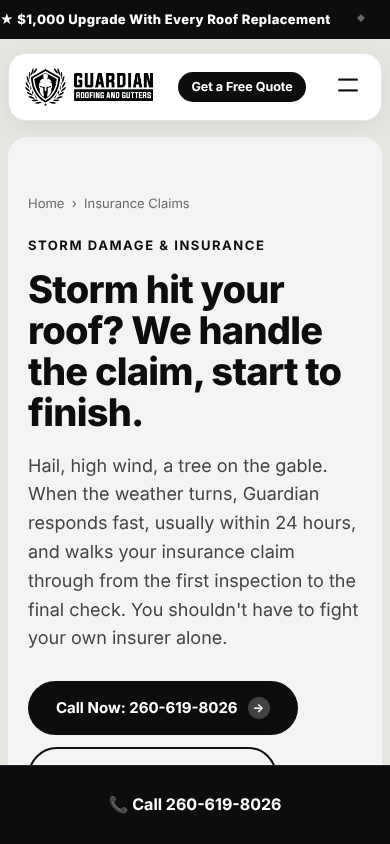 ★ $1,000 Upgrade With Every Roof Replacement ◆
GUARDIAN
ROOFING AND GUTTERS
Get a Free Quote
Home › Insurance Claims
STORM DAMAGE & INSURANCE
Storm hit your
roof? We handle
the claim, start to
finish.
Hail, high wind, a tree on the gable.
When the weather turns, Guardian
responds fast, usually within 24 hours,
and walks your insurance claim
through from the first inspection to the
final check. You shouldn't have to fight
your own insurer alone.
Call Now: 260-619-8026 →
📞 Call 260-619-8026